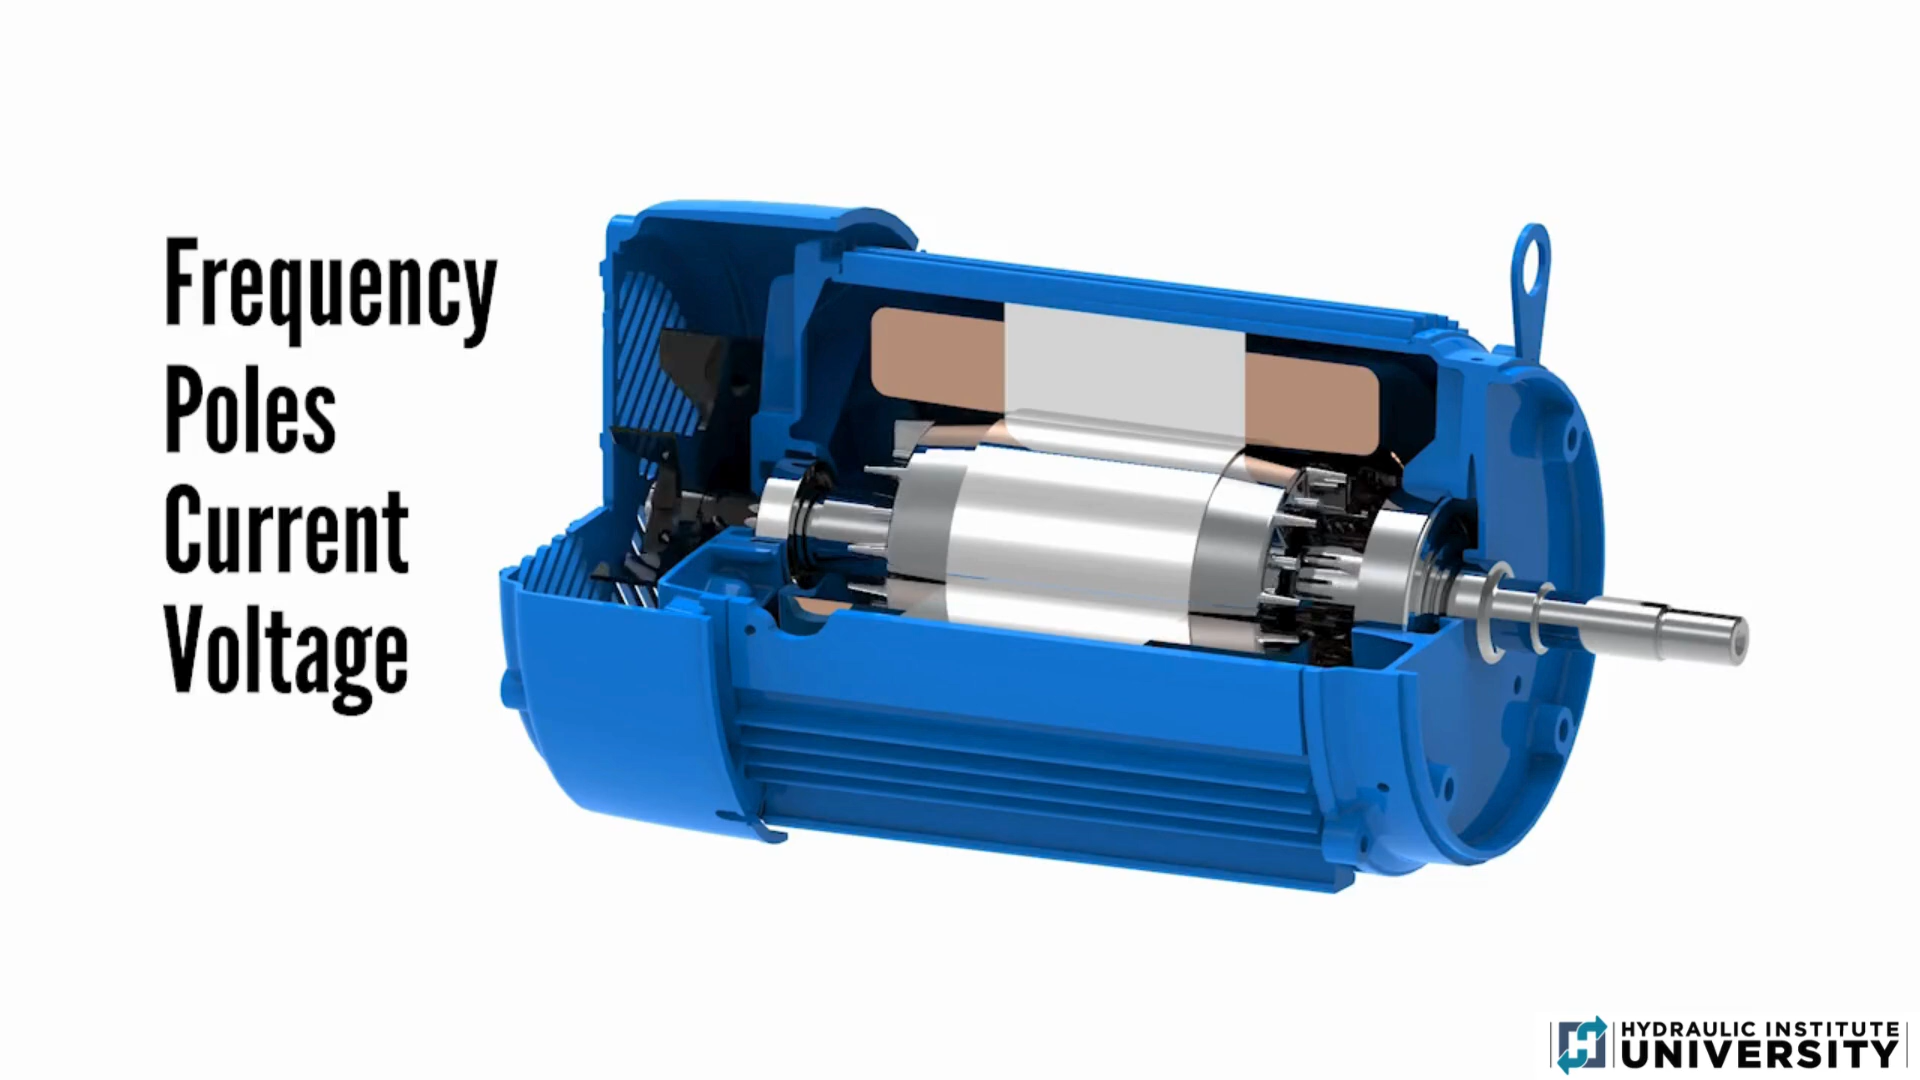 Frequency
Poles
Current
Voltage
HYDRAULIC INSTITUTE
UNIVERSITY